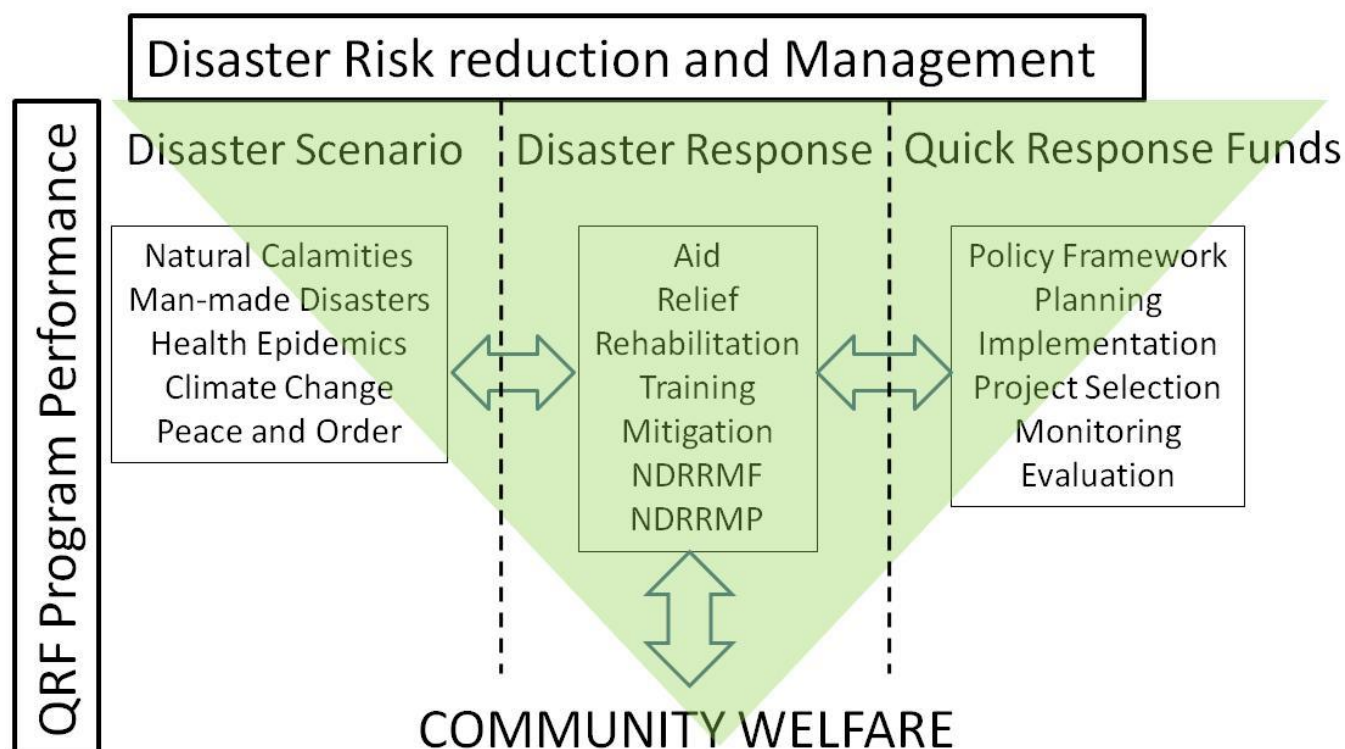 Disaster Risk reduction and Management
QRF Program Performance
Disaster Scenario
Natural Calamities
Man-made Disasters
Health Epidemics
Climate Change
Peace and Order
Disaster Response
Aid
Relief
Rehabilitation
Training
Mitigation
NDRRMF
NDRRMP
Quick Response Funds
Policy Framework
Planning
Implementation
Project Selection
Monitoring
Evaluation
COMMUNITY WELFARE